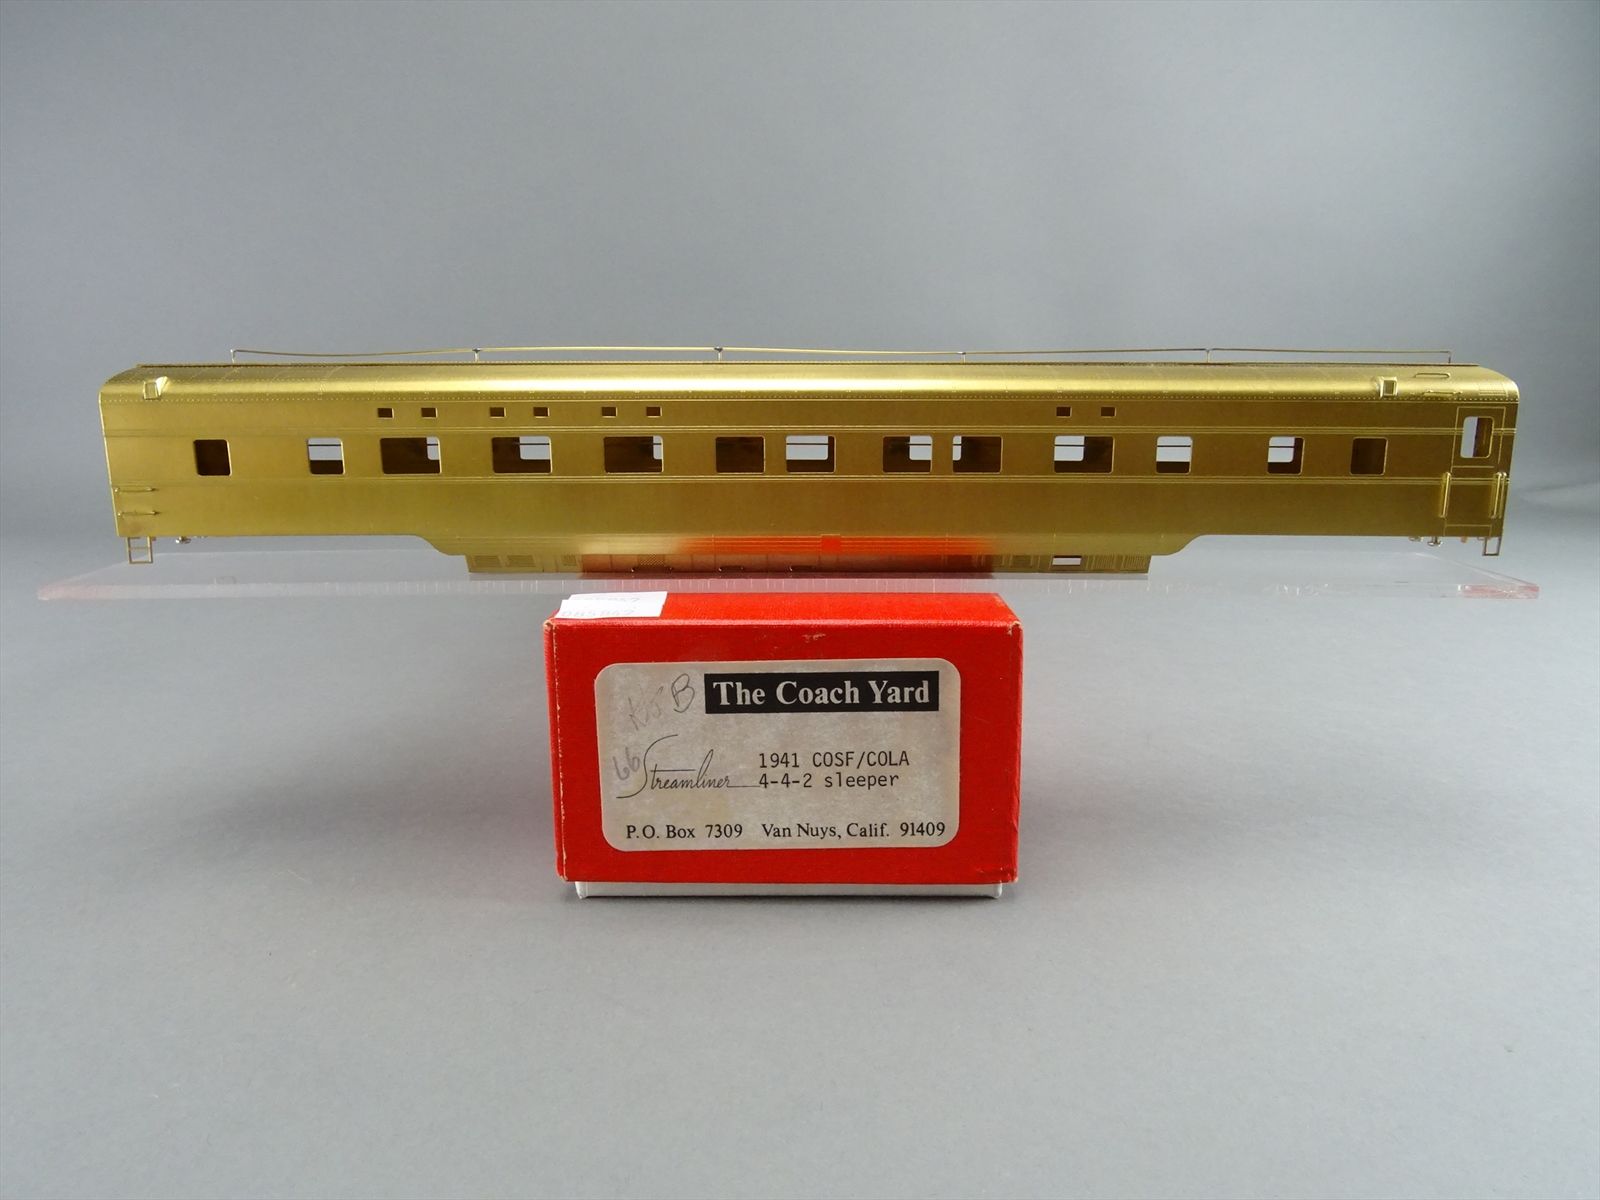 The Coach Yard
66
Streamliner
1941 COSF/COLA
4-4-2 sleeper
P.O. Box 7309 Van Nuys, Calif. 91409